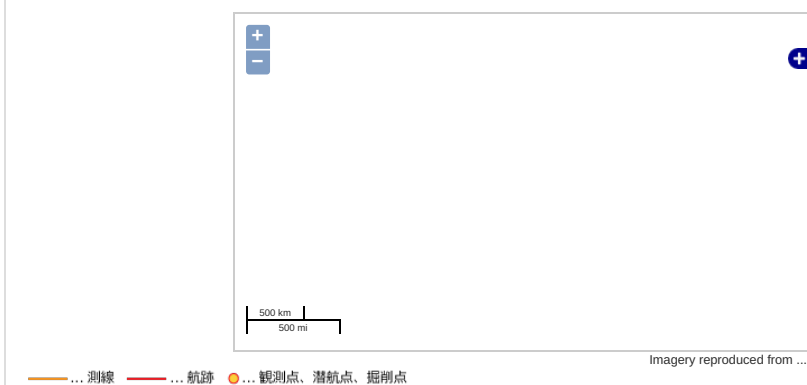 +
−
+
500 km
500 mi
Imagery reproduced from ...
... 測線 ... 航跡 ... 観測点、潜航点、掘削点